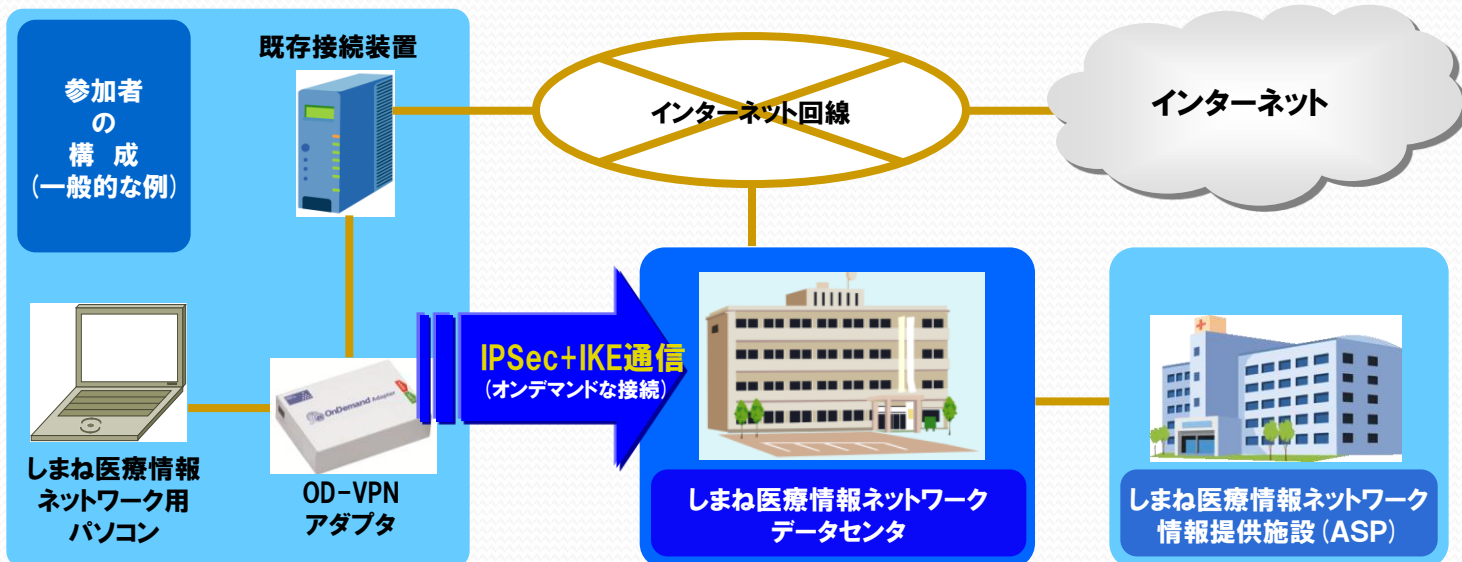 参加者
の
構 成
(一般的な例)
既存接続装置
インターネット回線
インターネット
IPSec+IKE通信
(オンデマンドな接続)
OnDemand Adapter
しまね医療情報
ネットワーク用
パソコン
OD-VPN
アダプタ
しまね医療情報ネットワーク
データセンタ
しまね医療情報ネットワーク
情報提供施設(ASP)